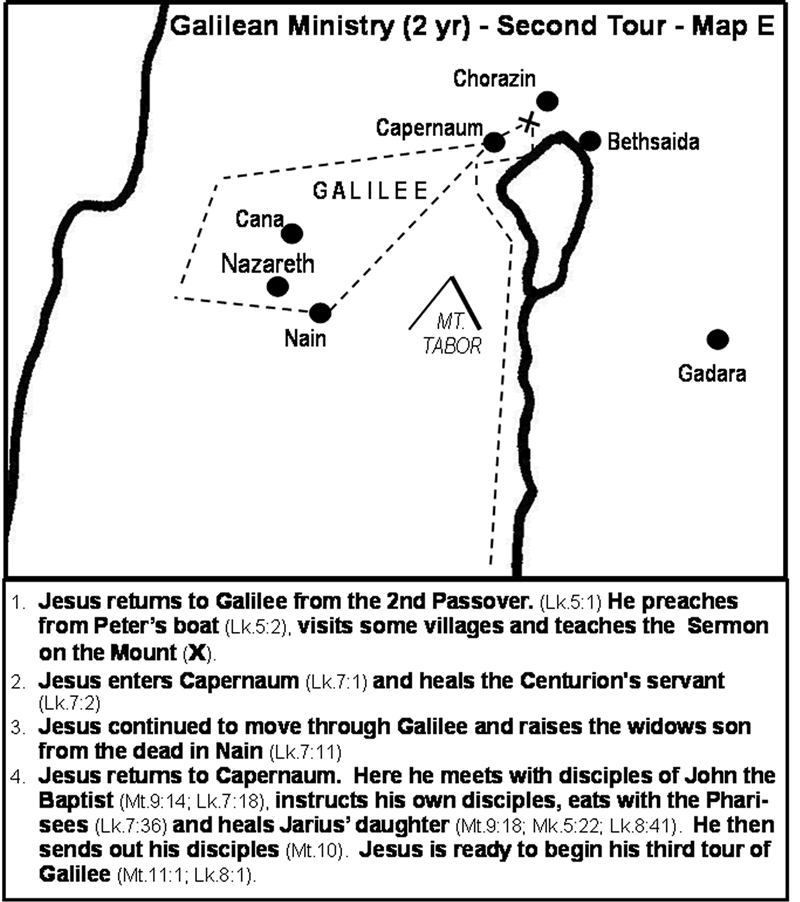 Galilean Ministry (2 yr) - Second Tour - Map E
Chorazin
Capernaum
Bethsaida
GALILEE
Cana
Nazareth
Nain
MT.
TABOR
Gadara
1. Jesus returns to Galilee from the 2nd Passover. (Lk.5:1) He preaches
from Peter's boat (Lk.5:2), visits some villages and teaches the Sermon
on the Mount (X).
2. Jesus enters Capernaum (Lk.7:1) and heals the Centurion's servant
(Lk.7:2)
3. Jesus continued to move through Galilee and raises the widows son
from the dead in Nain (Lk.7:11)
4. Jesus returns to Capernaum. Here he meets with disciples of John the
Baptist (Mt.9:14; Lk.7:18), instructs his own disciples, eats with the Phari-
sees (Lk.7:36) and heals Jarius' daughter (Mt.9:18; Mk.5:22; Lk.8:41). He then
sends out his disciples (Mt.10). Jesus is ready to begin his third tour of
Galilee (Mt.11:1; Lk.8:1).